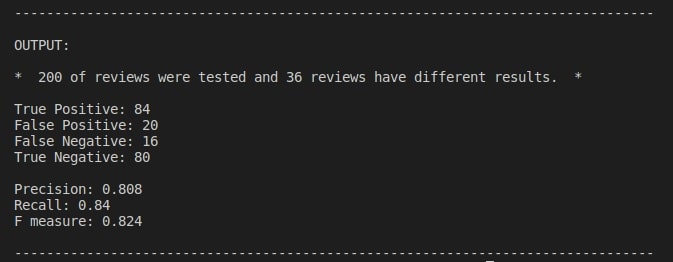 --------------------------------------------------------------------------------
OUTPUT:
*  200 of reviews were tested and 36 reviews have different results.  *
True Positive: 84
False Positive: 20
False Negative: 16
True Negative: 80
Precision: 0.808
Recall: 0.84
F measure: 0.824
--------------------------------------------------------------------------------